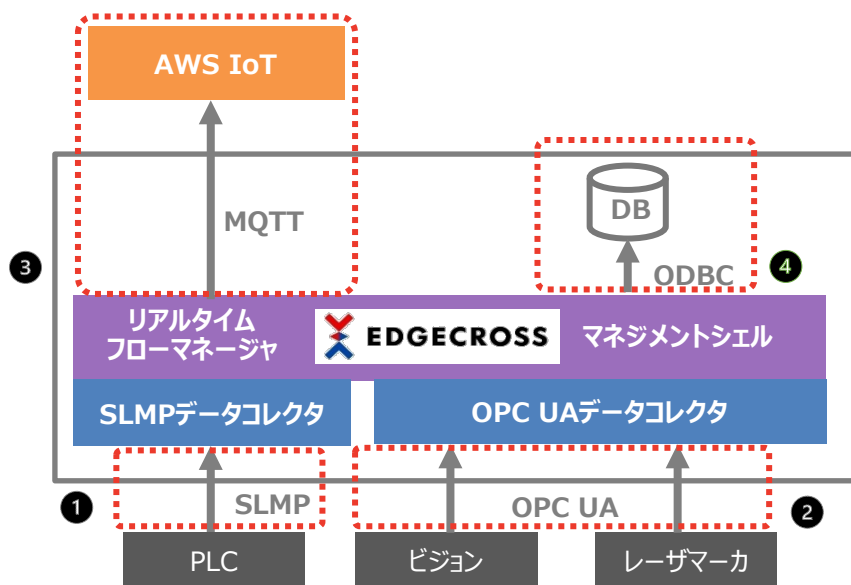 AWS IoT
MQTT
DB
ODBC
3
4
リアルタイム
フローマネージャ
EDGECROSS
マネジメントシェル
SLMPデータコレクタ
OPC UAデータコレクタ
1
SLMP
OPC UA
2
PLC
ビジョン
レーザマーカ